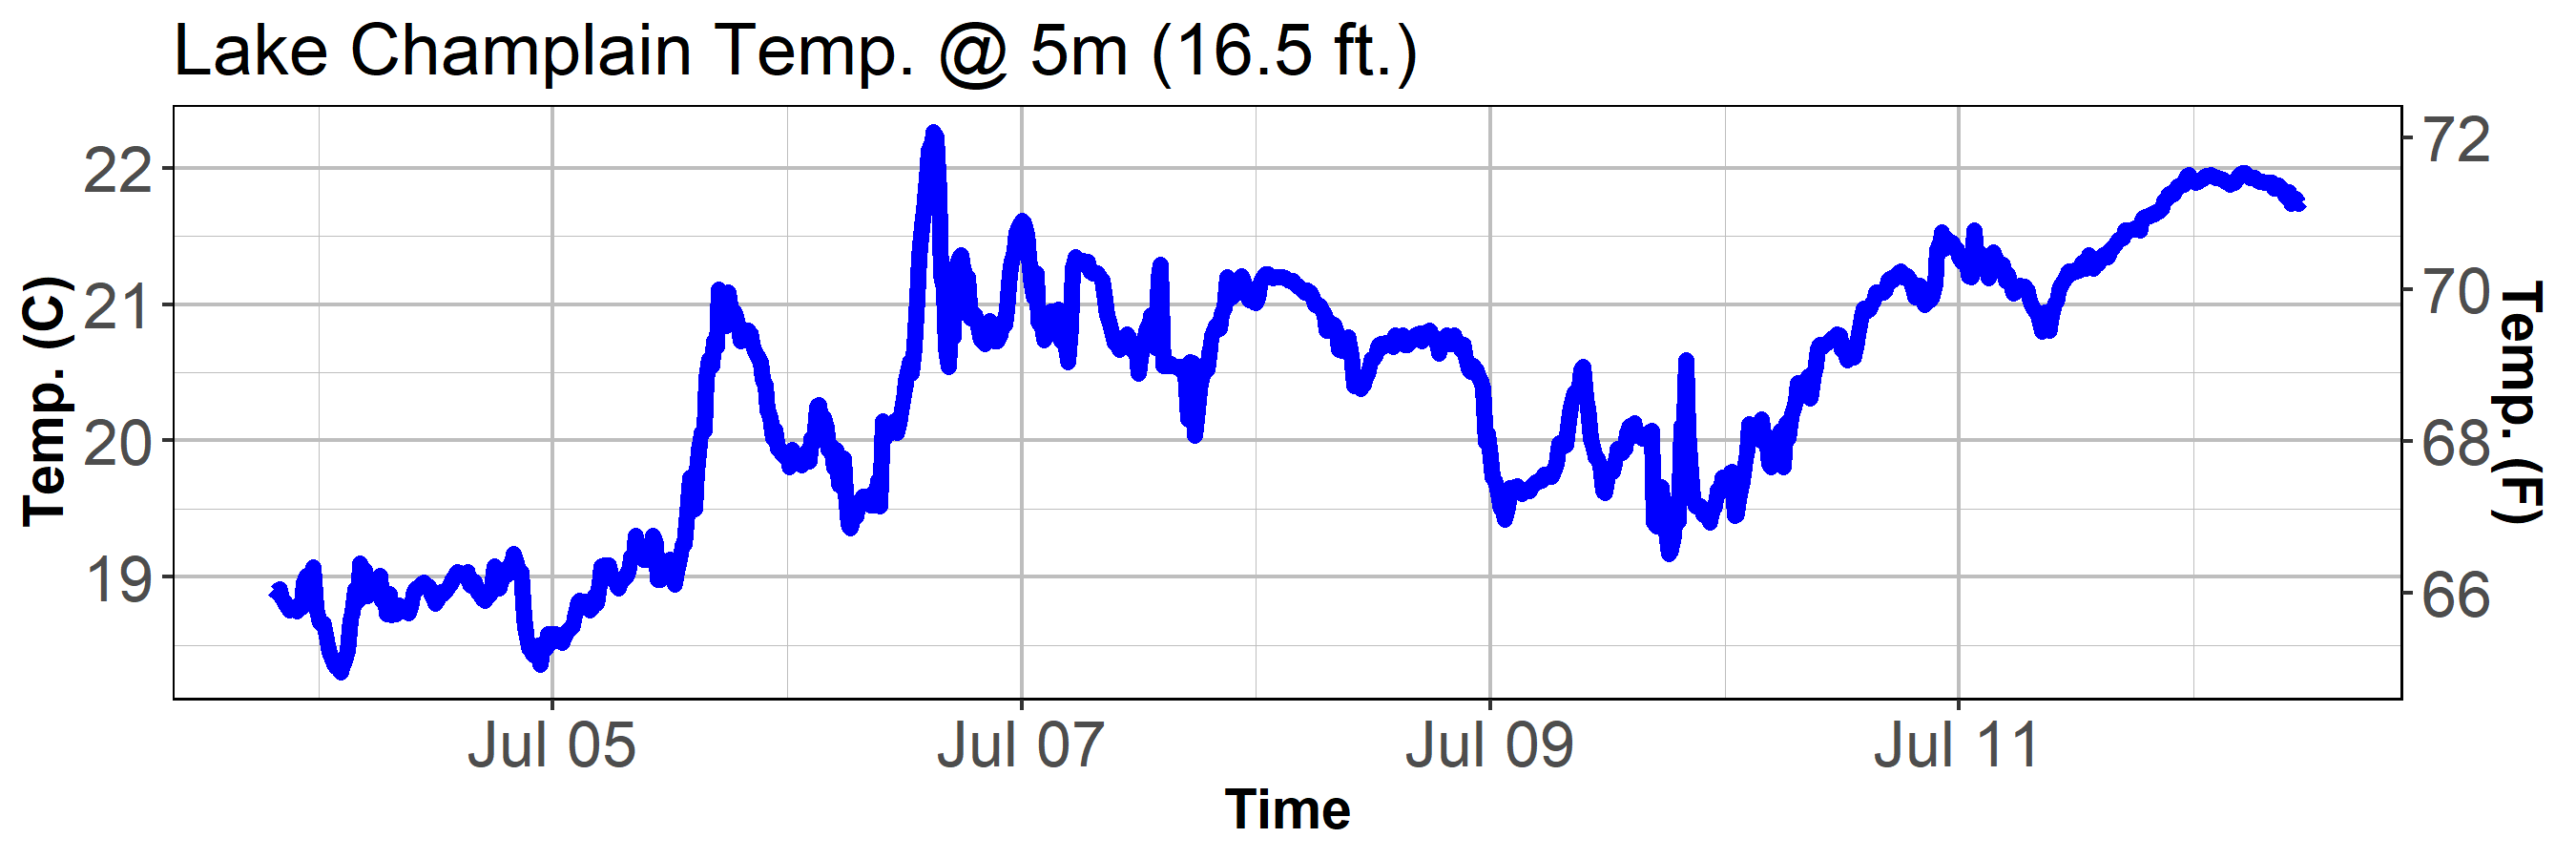 Lake Champlain Temp. @ 5m (16.5 ft.)
Temp. (C)
22
21
20
19
72
70
68
66
Temp. (F)
Jul 05 Jul 07 Jul 09 Jul 11
Time